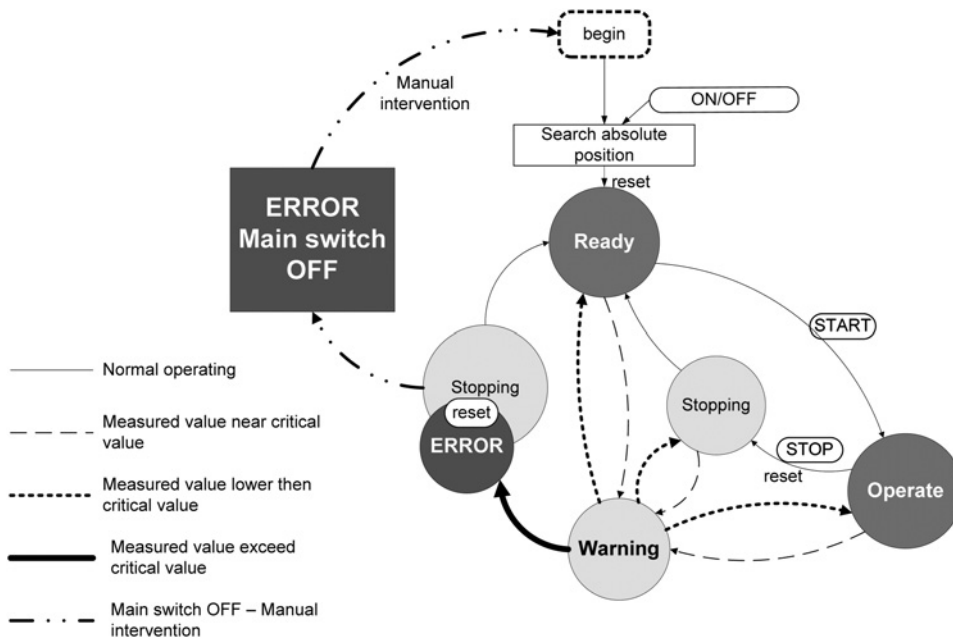 begin
Manual
intervention
ON/OFF
Search absolute
position
reset
ERROR
Main switch
OFF
Ready
START
Stopping
reset
ERROR
Stopping
STOP
reset
Operate
Warning
Normal operating
Measured value near critical
value
Measured value lower then
critical value
Measured value exceed
critical value
Main switch OFF – Manual
intervention